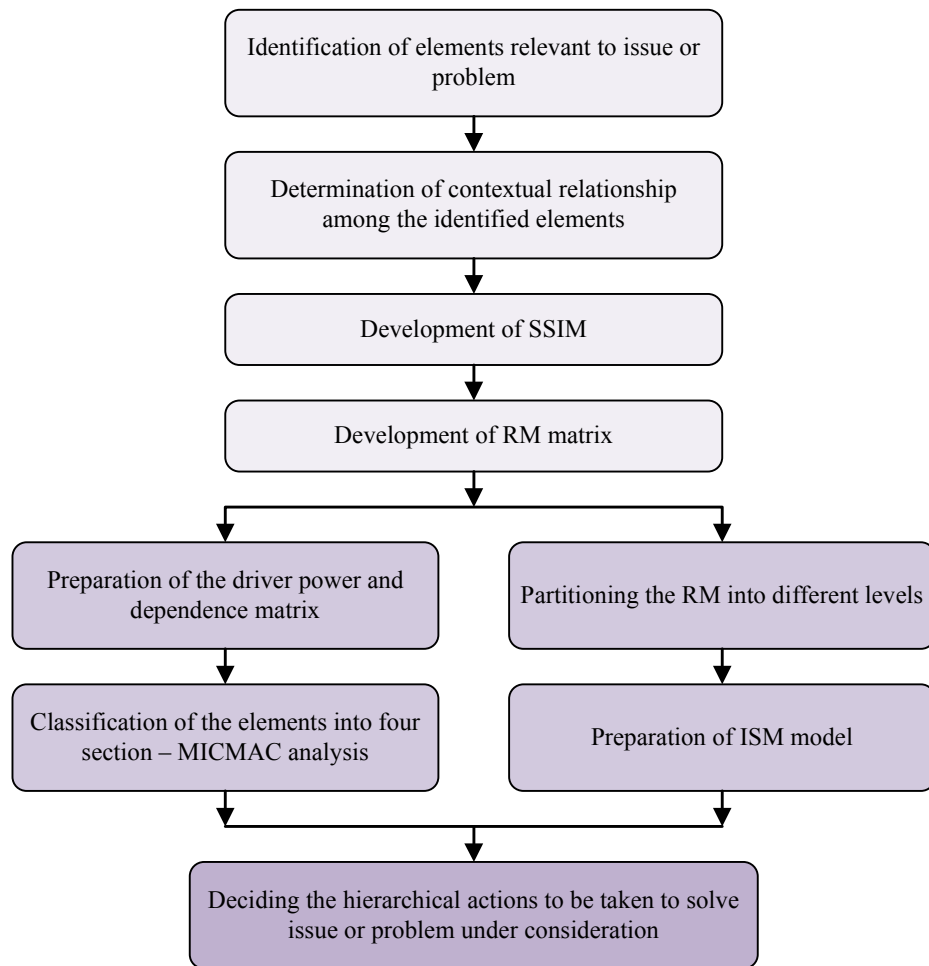 Identification of elements relevant to issue or
problem
Determination of contextual relationship
among the identified elements
Development of SSIM
Development of RM matrix
Preparation of the driver power and
dependence matrix
Partitioning the RM into different levels
Classification of the elements into four
section – MICMAC analysis
Preparation of ISM model
Deciding the hierarchical actions to be taken to solve
issue or problem under consideration